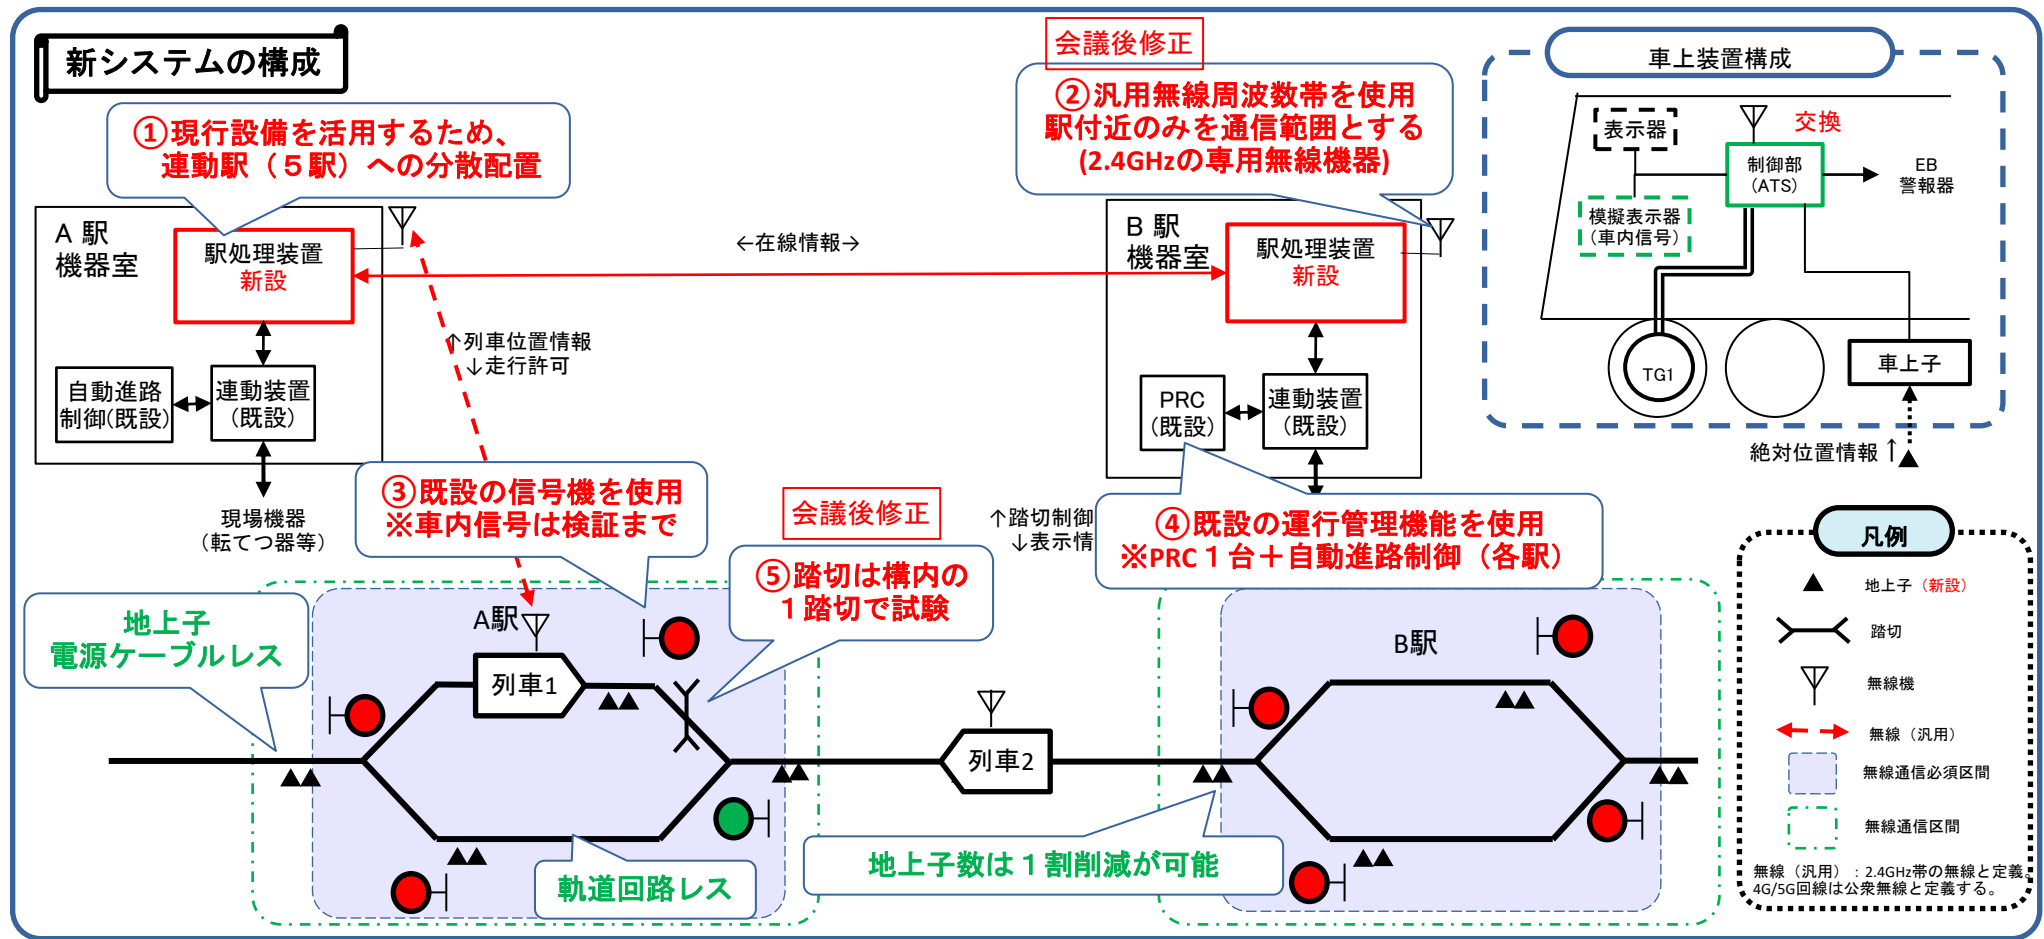 新システムの構成
会議後修正
①現行設備を活用するため、
連動駅（５駅）への分散配置
②汎用無線周波数帯を使用
駅付近のみを通信範囲とする
(2.4GHzの専用無線機器)
車上装置構成
表示器
交換
制御部
(ATS)
EB
警報器
模擬表示器
（車内信号）
TG1
車上子
絶対位置情報↑
A 駅
機器室
駅処理装置
新設
自動進路
制御(既設)
連動装置
（既設）
現場機器
（転てつ器等）
←在線情報→
↑列車位置情報
↓走行許可
B 駅
機器室
駅処理装置
新設
PRC
（既設）
連動装置
（既設）
③既設の信号機を使用
※車内信号は検証まで
会議後修正
↑踏切制御
↓表示情
④既設の運行管理機能を使用
※PRC１台＋自動進路制御（各駅）
⑤踏切は構内の
１踏切で試験
地上子
電源ケーブルレス
A駅
列車1
列車2
B駅
軌道回路レス
地上子数は１割削減が可能
凡例
地上子（新設）
踏切
無線機
無線（汎用）
無線通信必須区間
無線通信区間
無線（汎用）：2.4GHz帯の無線と定義。
4G/5G回線は公衆無線と定義する。